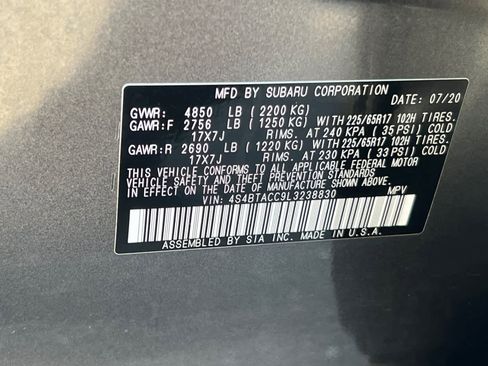 MFD BY SUBARU CORPORATION
DATE: 07/20
GVWR: 4850 LB (2200 KG)
GAWR:F 2756 LB (1250 KG) WITH 225/65R17 102H TIRES.
17X7J RIMS. AT 240 KPA (35 PSI) COLD
GAWR:R 2690 LB (1220 KG) WITH 225/65R17 102H TIRES.
17X7J RIMS. AT 230 KPA (33 PSI) COLD
THIS VEHICLE CONFORMS TO ALL APPLICABLE FEDERAL MOTOR
VEHICLE SAFETY AND THEFT PREVENTION STANDARDS
IN EFFECT ON THE DATE OF MANUFACTURE SHOWN ABOVE.
VIN: 4S4BTACC9L3238830 MPV
ASSEMBLED BY SIA INC. MADE IN U.S.A.